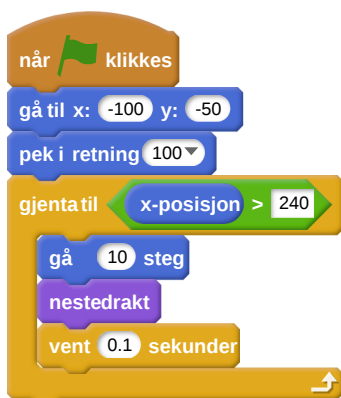 når klikkes
gå til x: -100 y: -50
pek i retning 100
gjenta til x-posisjon > 240
gå 10 steg
nestedrakt
vent 0.1 sekunder